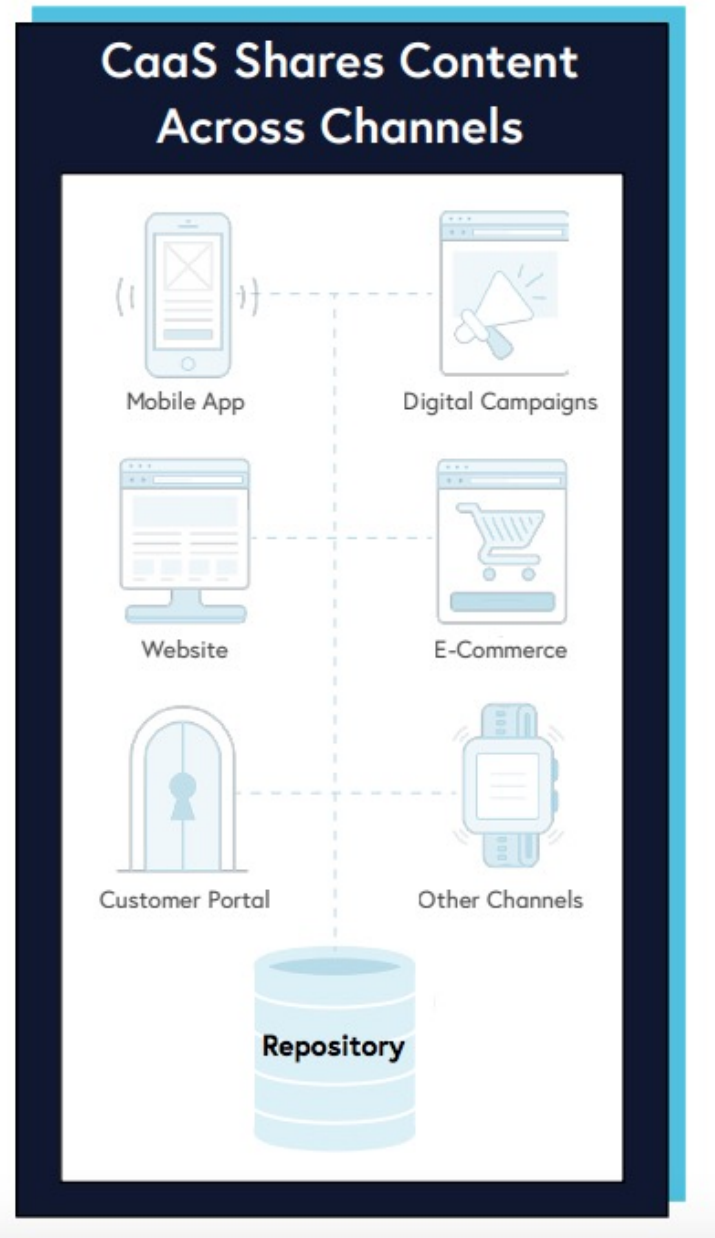 CaaS Shares Content
Across Channels
Mobile App
Digital Campaigns
Website
E-Commerce
Customer Portal
Other Channels
Repository